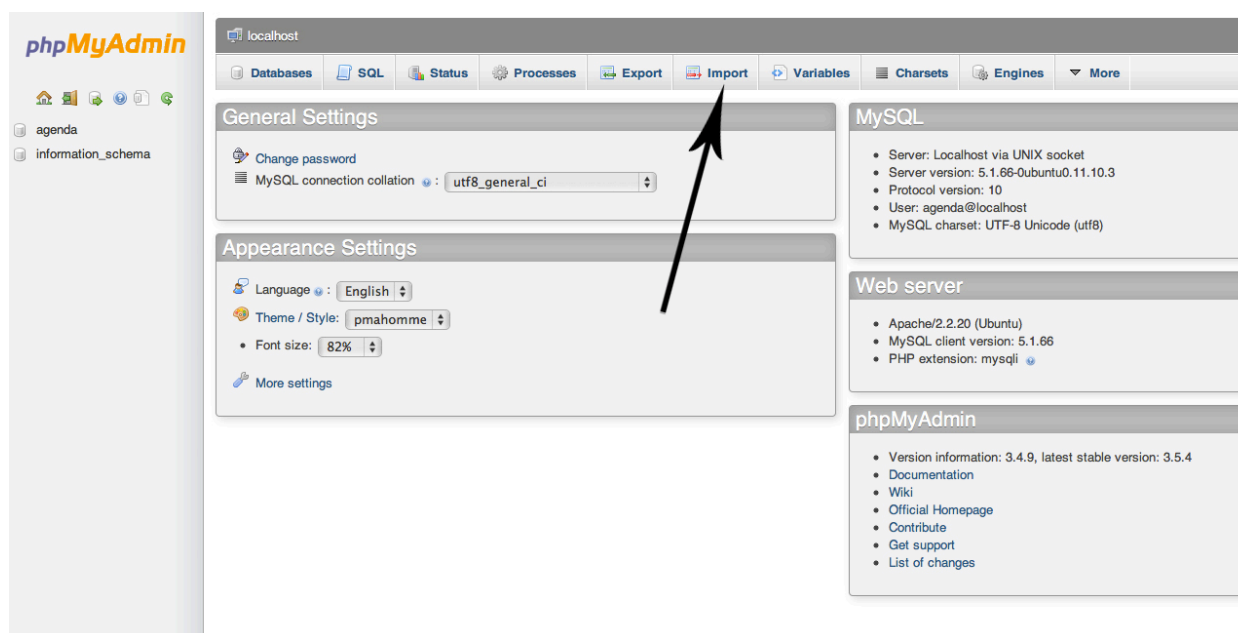 phpMyAdmin
agenda
information_schema
localhost
Databases SQL Status Processes Export Import Variables Charsets Engines More
General Settings
Change password
MySQL connection collation : utf8_general_ci
Appearance Settings
Language : English
Theme / Style: pmahomme
• Font size: 82%
More settings
MySQL
• Server: Localhost via UNIX socket
• Server version: 5.1.66-0ubuntu0.11.10.3
• Protocol version: 10
• User: agenda@localhost
• MySQL charset: UTF-8 Unicode (utf8)
Web server
• Apache/2.2.20 (Ubuntu)
• MySQL client version: 5.1.66
• PHP extension: mysqli
phpMyAdmin
• Version information: 3.4.9, latest stable version: 3.5.4
• Documentation
• Wiki
• Official Homepage
• Contribute
• Get support
• List of changes